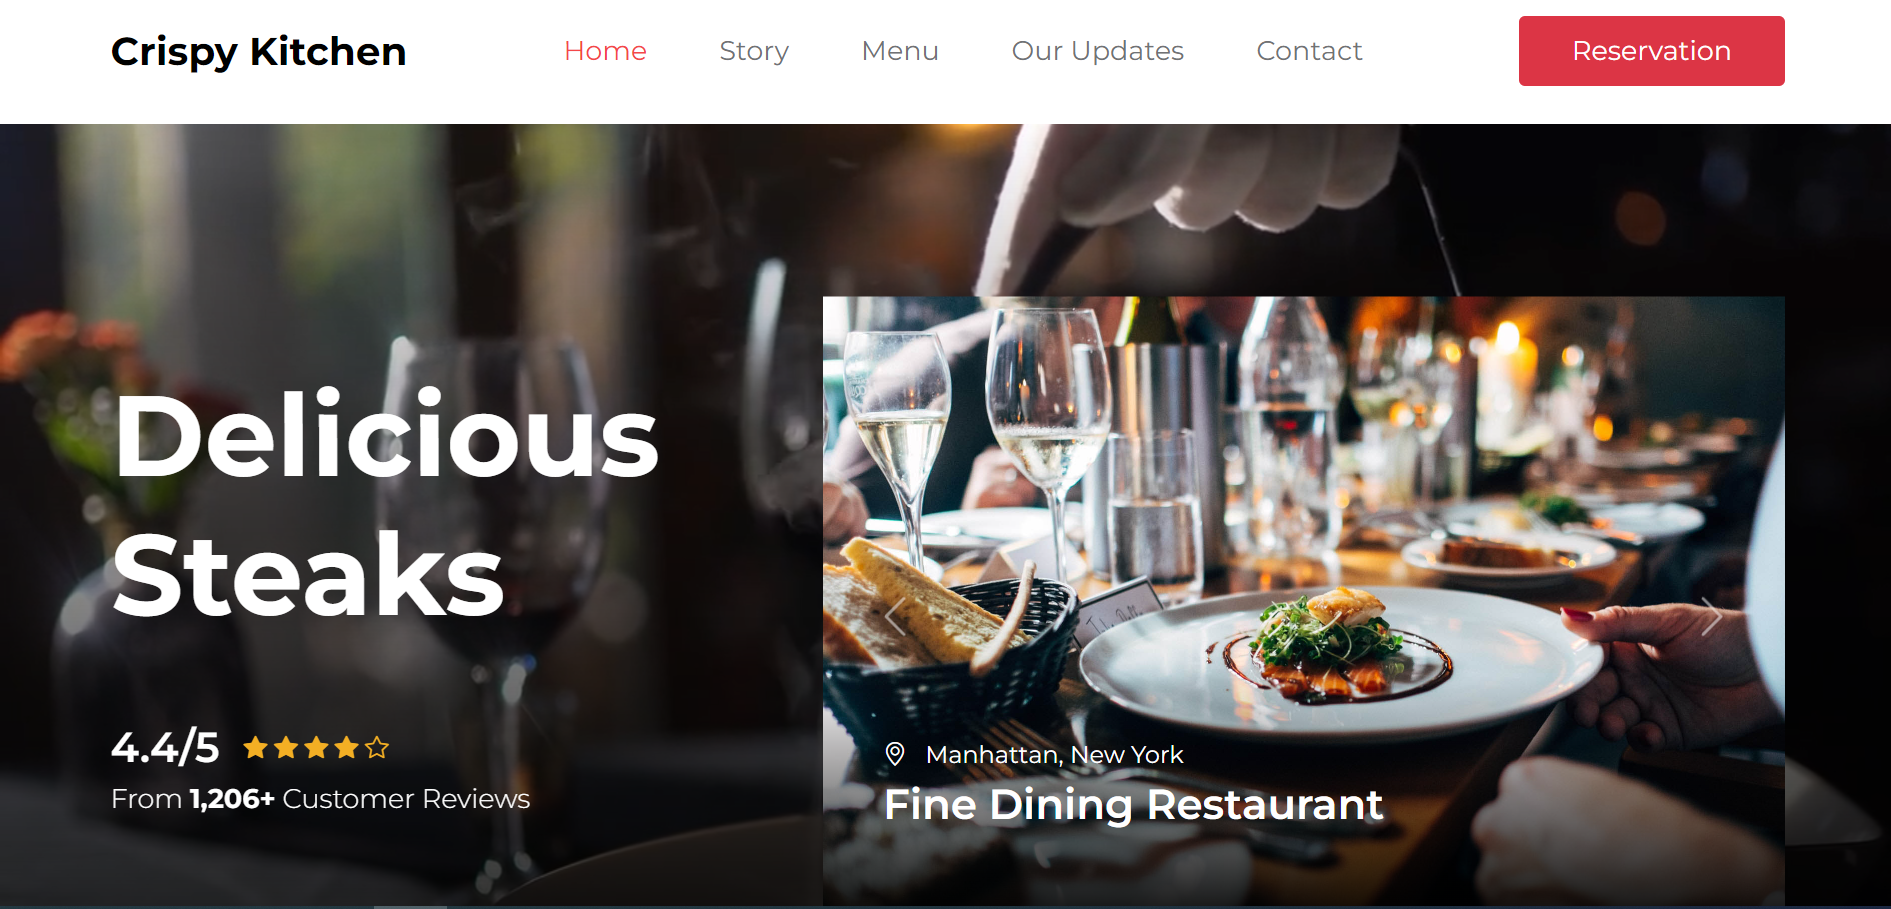 Crispy Kitchen
Home
Story
Menu
Our Updates
Contact
Reservation
Delicious
Steaks
4.4/5
From 1,206+ Customer Reviews
Manhattan, New York
Fine Dining Restaurant